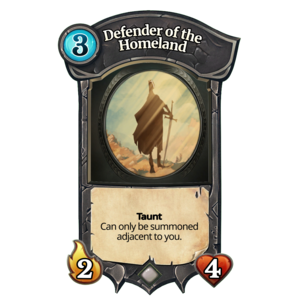 3
Defender of the
Homeland
Taunt
Can only be summoned
adjacent to you.
2
4